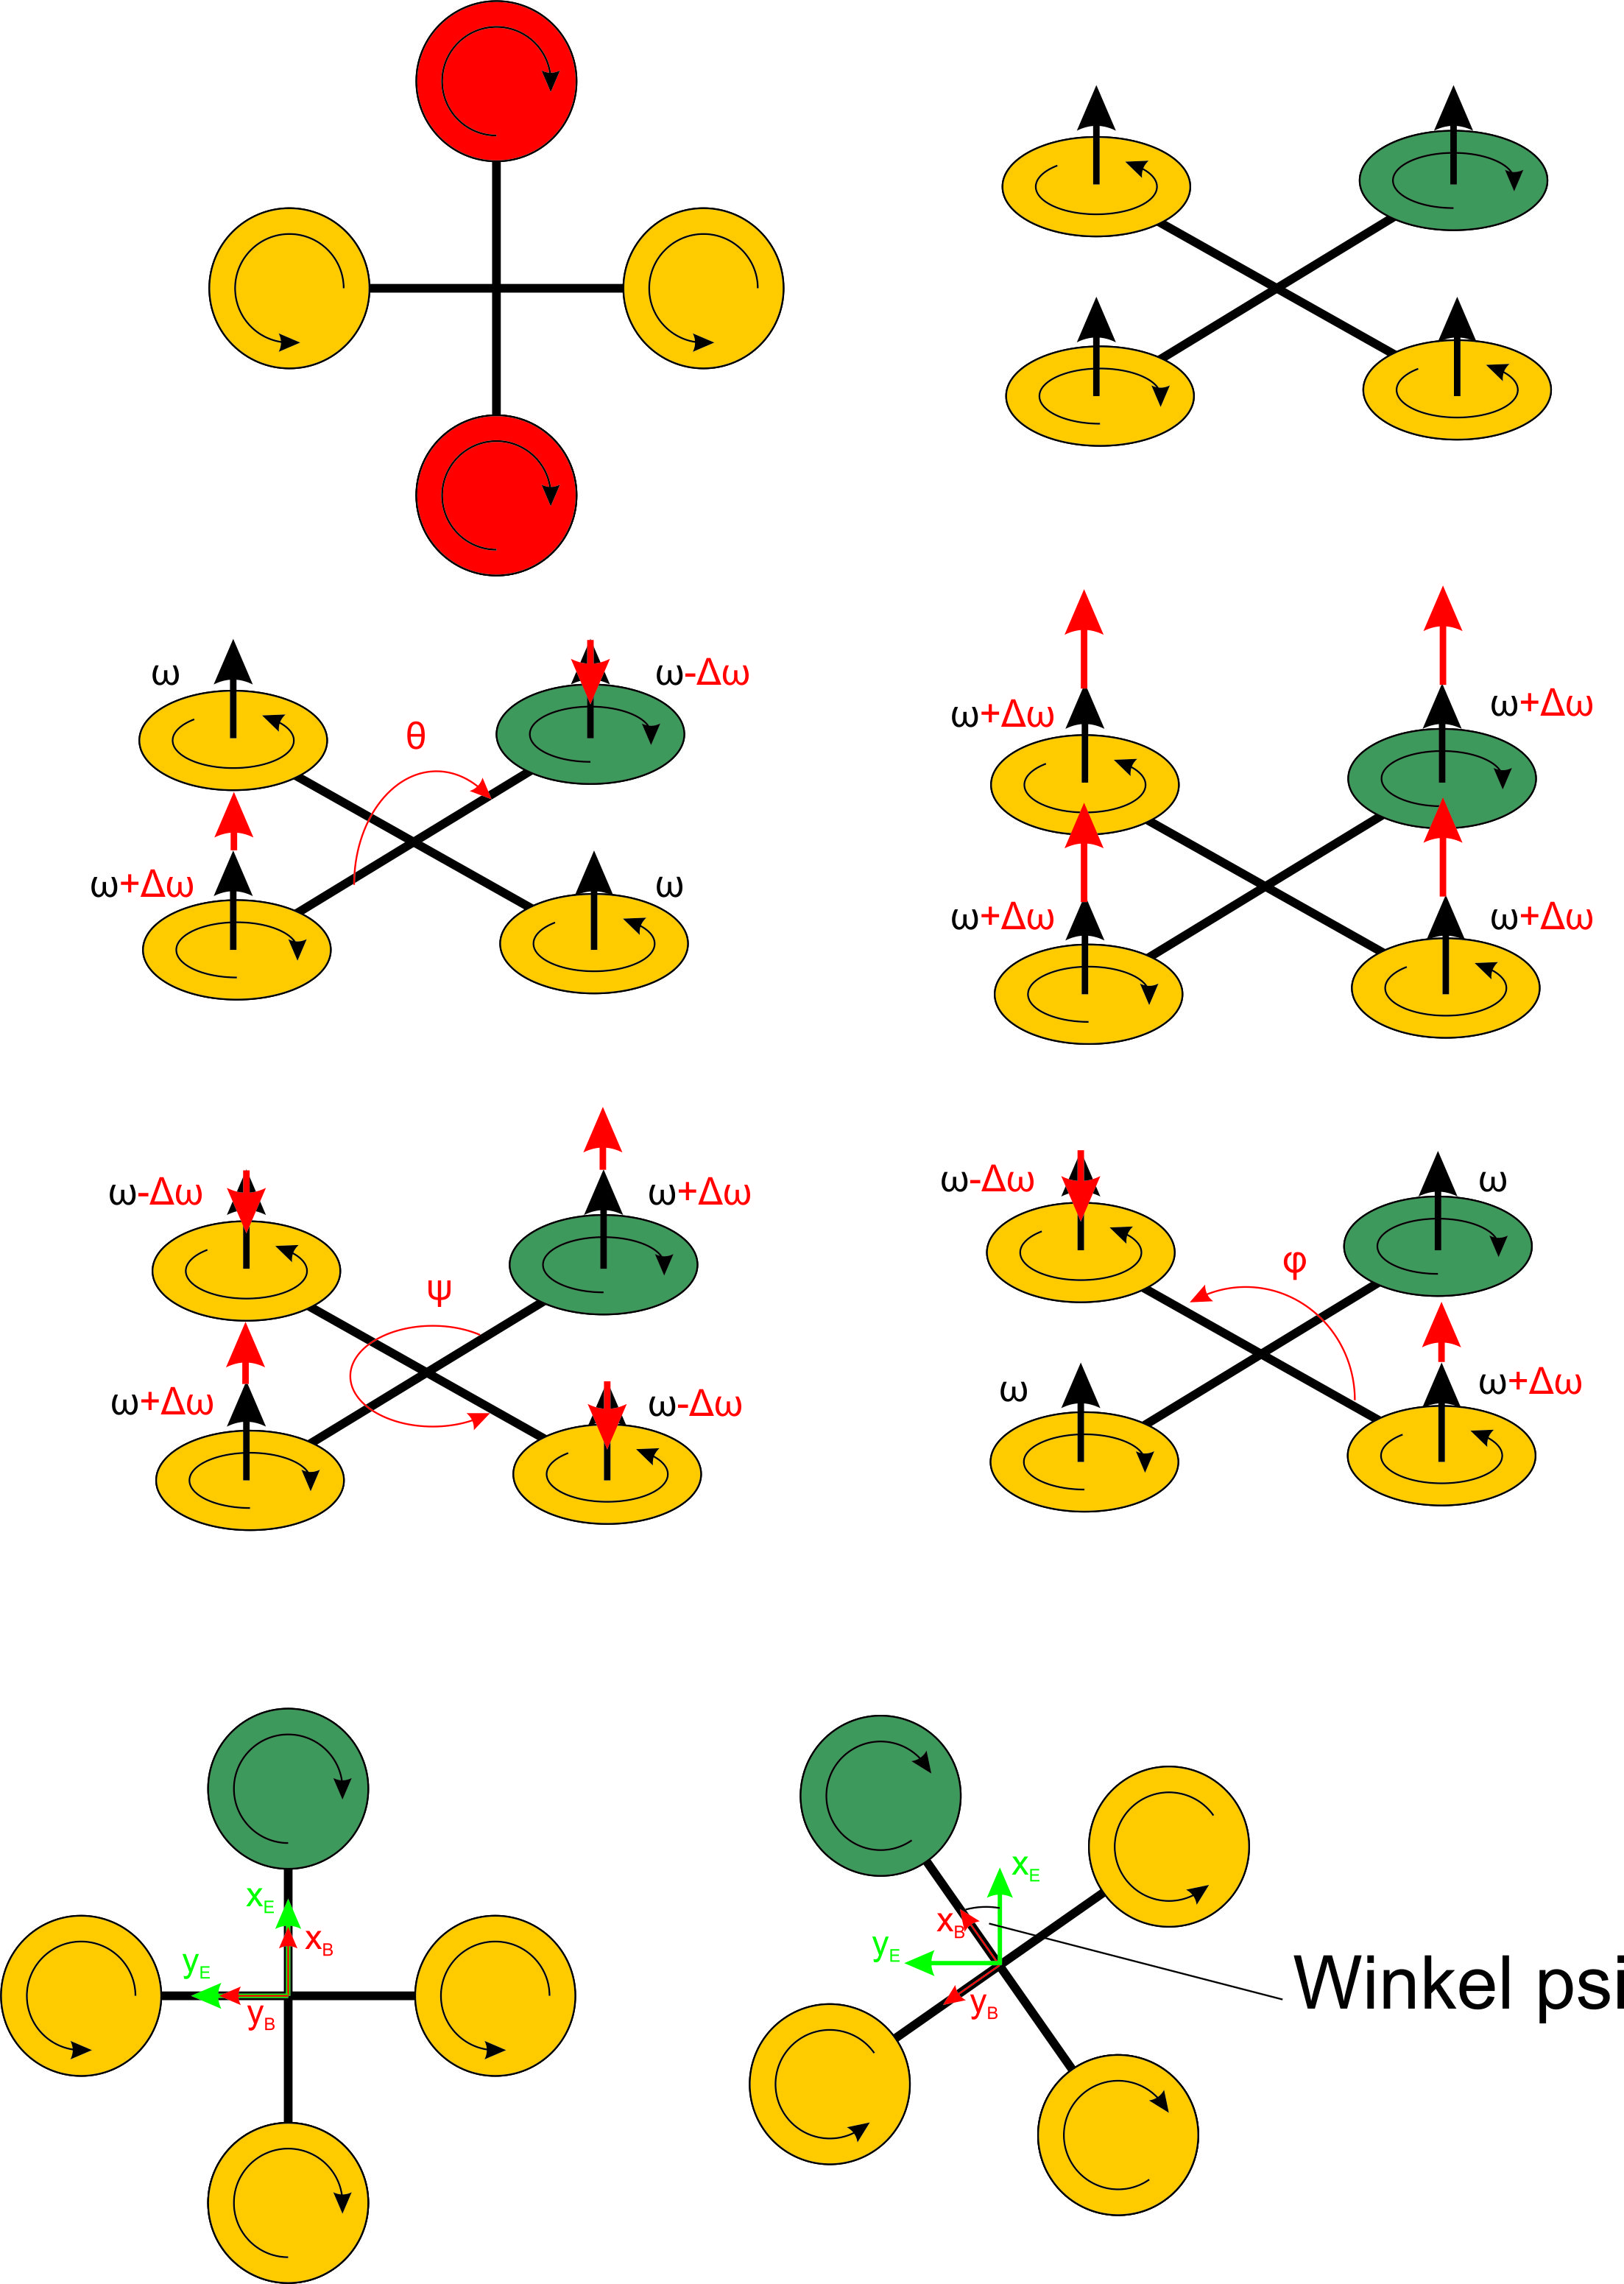 ω
ω-Δω
θ
ω+Δω
ω
ω+Δω
ω+Δω
ω+Δω
ω+Δω
ω-Δω
ω+Δω
ψ
ω+Δω
ω-Δω
ω-Δω
ω
φ
ω
ω+Δω
xE
xB
yE
yB
xE
xB
yE
yB
Winkel psi